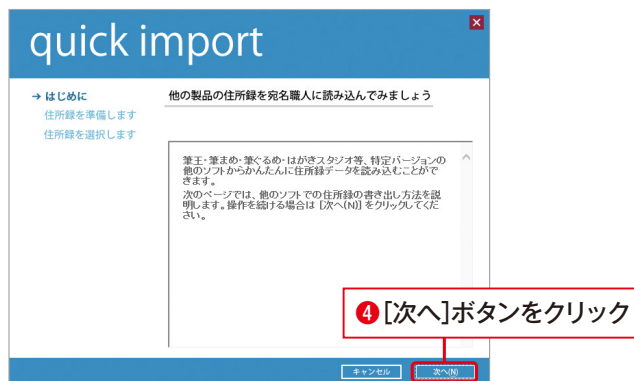 quick import
→ はじめに
住所録を準備します
住所録を選択します
他の製品の住所録を宛名職人に読み込んでみましょう
筆王・筆まめ・筆ぐるめ・はがきスタジオ等、特定バージョンの
他のソフトからかんたんに住所録データを読み込むことがで
きます。
次のページでは、他のソフトでの住所録の書き出し方法を説
明します。操作を続ける場合は [次へ(N)] をクリックしてくだ
さい。
❹[次へ]ボタンをクリック
キャンセル
次へ(N)